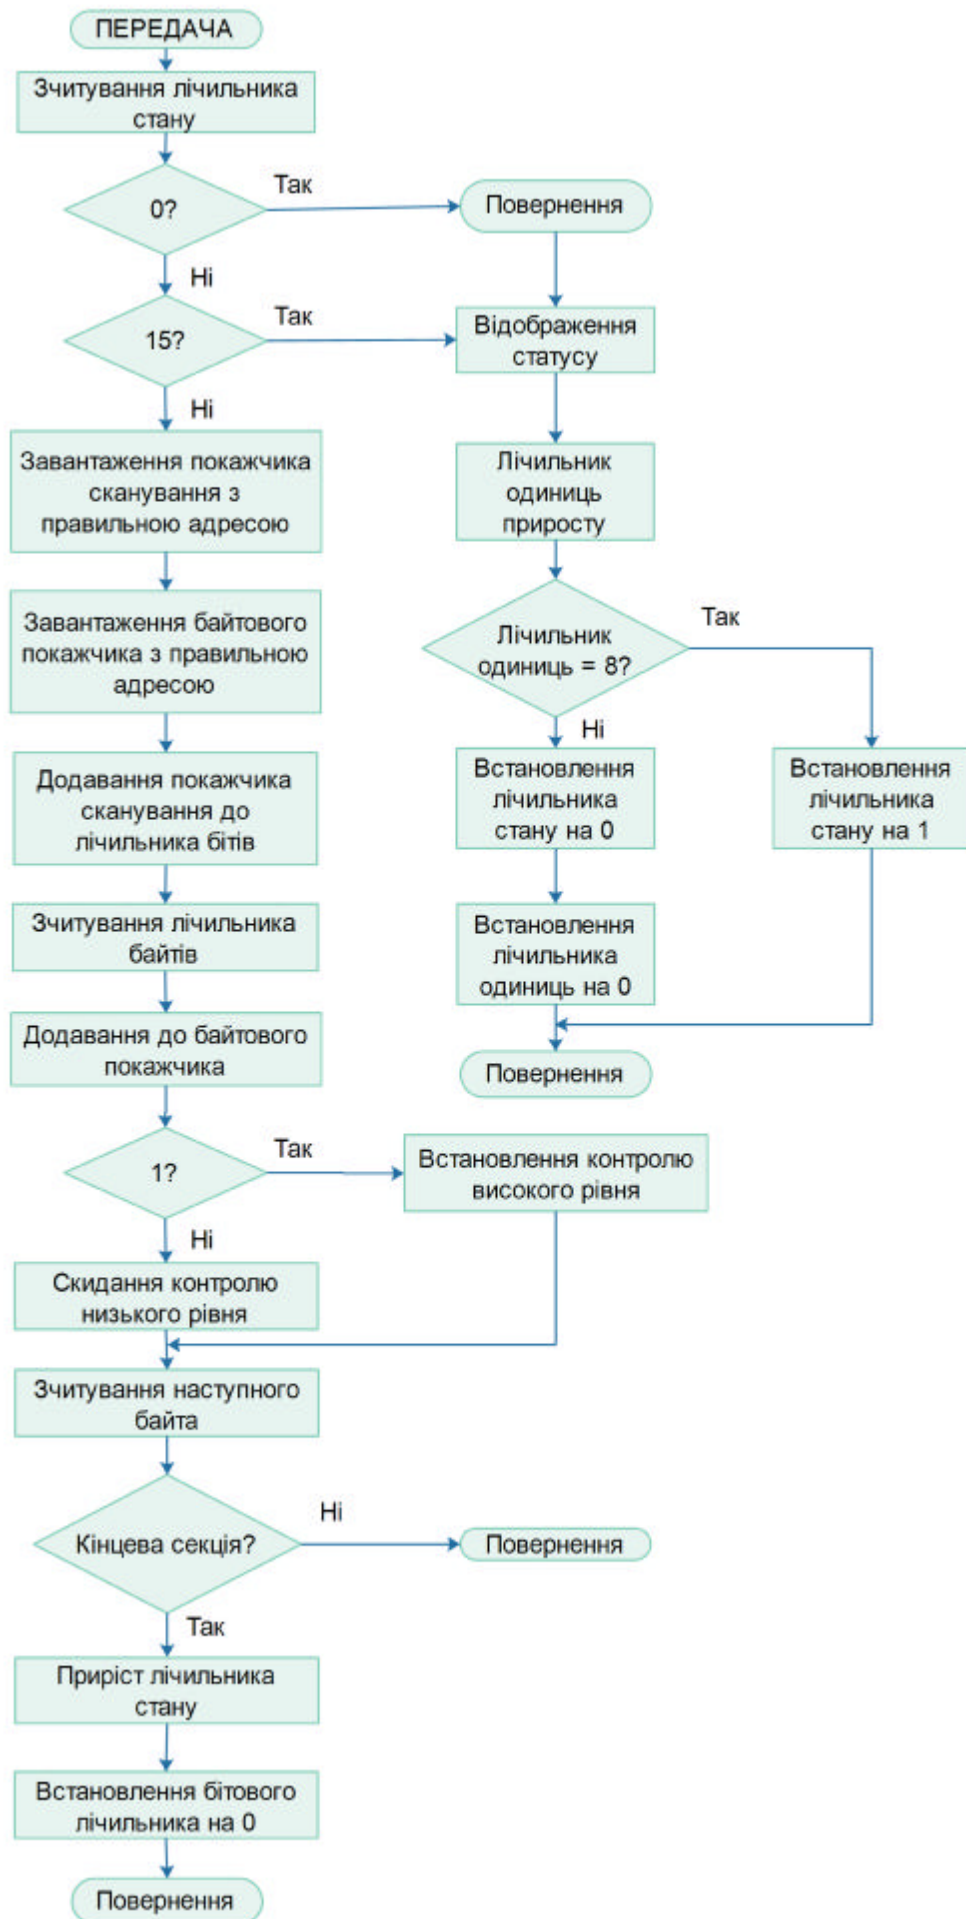 ПЕРЕДАЧА
Зчитування лічильника
стану
0?
Так
Повернення
Ні
15?
Так
Відображення
статусу
Ні
Завантаження покажчика
сканування з
правильною адресою
Лічильник
одиниць
приросту
Завантаження байтового
покажчика з правильною
адресою
Лічильник
одиниць = 8?
Так
Ні
Додавання покажчика
сканування до
лічильника бітів
Встановлення
лічильника
стану на 0
Встановлення
лічильника
стану на 1
Зчитування лічильника
байтів
Встановлення
лічильника
одиниць на 0
Додавання до байтового
покажчика
Повернення
1?
Так
Встановлення контролю
високого рівня
Ні
Скидання контролю
низького рівня
Зчитування наступного
байта
Кінцева секція?
Ні
Повернення
Так
Приріст лічильника
стану
Встановлення бітового
лічильника на 0
Повернення